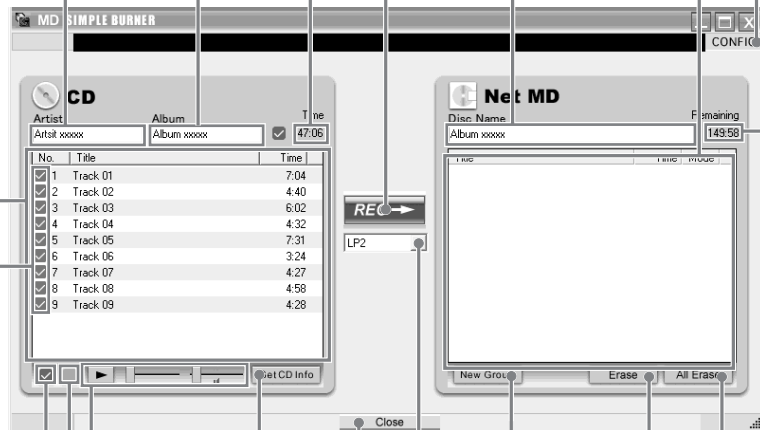 MD SIMPLE BURNER
CONFIG
CD
Artist Album Time
Artsit xxxxx Album xxxxx 47:06
No. Title Time
1 Track 01 7:04
2 Track 02 4:40
3 Track 03 6:02
4 Track 04 4:32
5 Track 05 7:31
6 Track 06 3:24
7 Track 07 4:27
8 Track 08 4:58
9 Track 09 4:28
Get CD Info
REC
LP2
Net MD
Disc Name Remaining
Album xxxxx 149:58
Title Time Mode
New Group Erase All Erase
Close